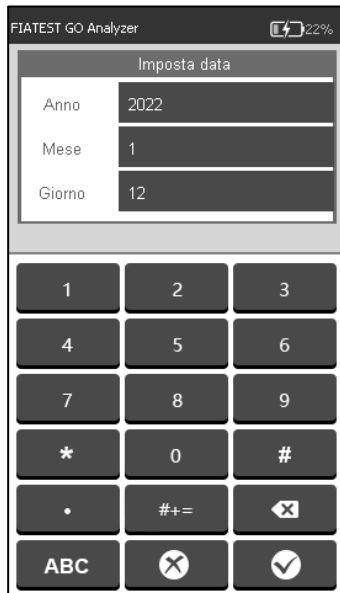 FIATEST GO Analyzer 22%
Imposta data
Anno 2022
Mese 1
Giorno 12
1 2 3
4 5 6
7 8 9
* 0 #
. #+=
ABC